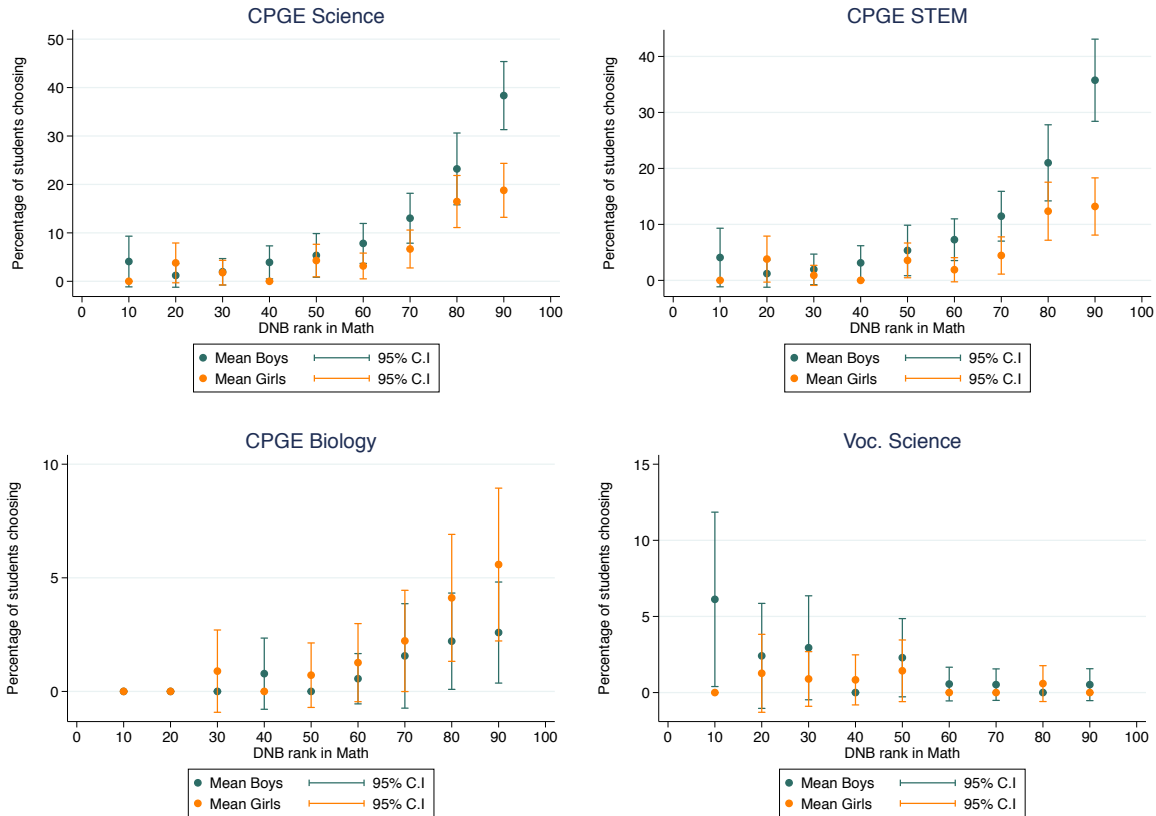 CPGE Science
Percentage of students choosing
50
40
30
20
10
0
0 10 20 30 40 50 60 70 80 90 100
DNB rank in Math
Mean Boys 95% C.I
Mean Girls 95% C.I
CPGE STEM
Percentage of students choosing
40
30
20
10
0
0 10 20 30 40 50 60 70 80 90 100
DNB rank in Math
Mean Boys 95% C.I
Mean Girls 95% C.I
CPGE Biology
Percentage of students choosing
10
5
0
0 10 20 30 40 50 60 70 80 90 100
DNB rank in Math
Mean Boys 95% C.I
Mean Girls 95% C.I
Voc. Science
Percentage of students choosing
15
10
5
0
0 10 20 30 40 50 60 70 80 90 100
DNB rank in Math
Mean Boys 95% C.I
Mean Girls 95% C.I